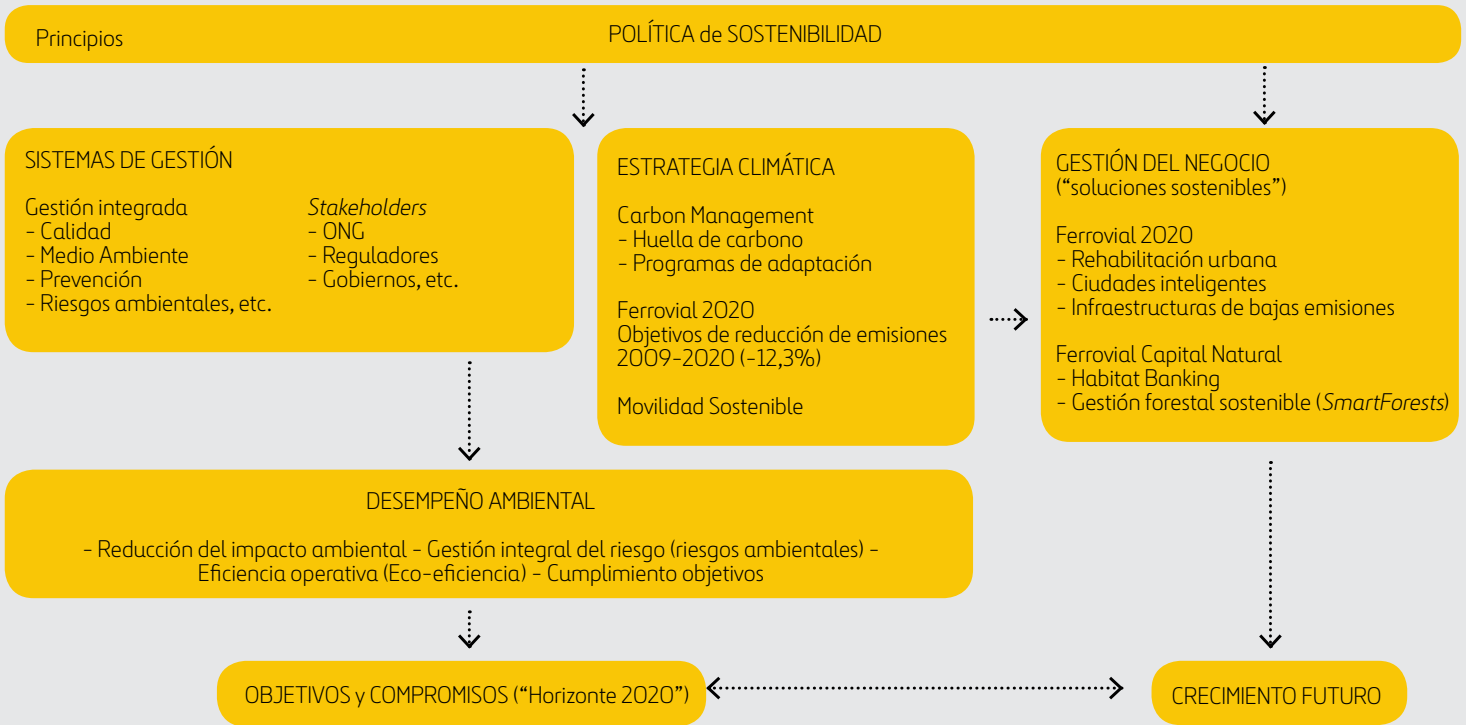 Principios
POLÍTICA de SOSTENIBILIDAD
SISTEMAS DE GESTIÓN
Gestión integrada
- Calidad
- Medio Ambiente
- Prevención
- Riesgos ambientales, etc.
Stakeholders
- ONG
- Reguladores
- Gobiernos, etc.
ESTRATEGIA CLIMÁTICA
Carbon Management
- Huella de carbono
- Programas de adaptación
Ferrovial 2020
Objetivos de reducción de emisiones
2009-2020 (-12,3%)
Movilidad Sostenible
GESTIÓN DEL NEGOCIO
(“soluciones sostenibles”)
Ferrovial 2020
- Rehabilitación urbana
- Ciudades inteligentes
- Infraestructuras de bajas emisiones
Ferrovial Capital Natural
- Habitat Banking
- Gestión forestal sostenible (SmartForests)
DESEMPEÑO AMBIENTAL
- Reducción del impacto ambiental - Gestión integral del riesgo (riesgos ambientales) -
Eficiencia operativa (Eco-eficiencia) - Cumplimiento objetivos
OBJETIVOS y COMPROMISOS (“Horizonte 2020”)
CRECIMIENTO FUTURO